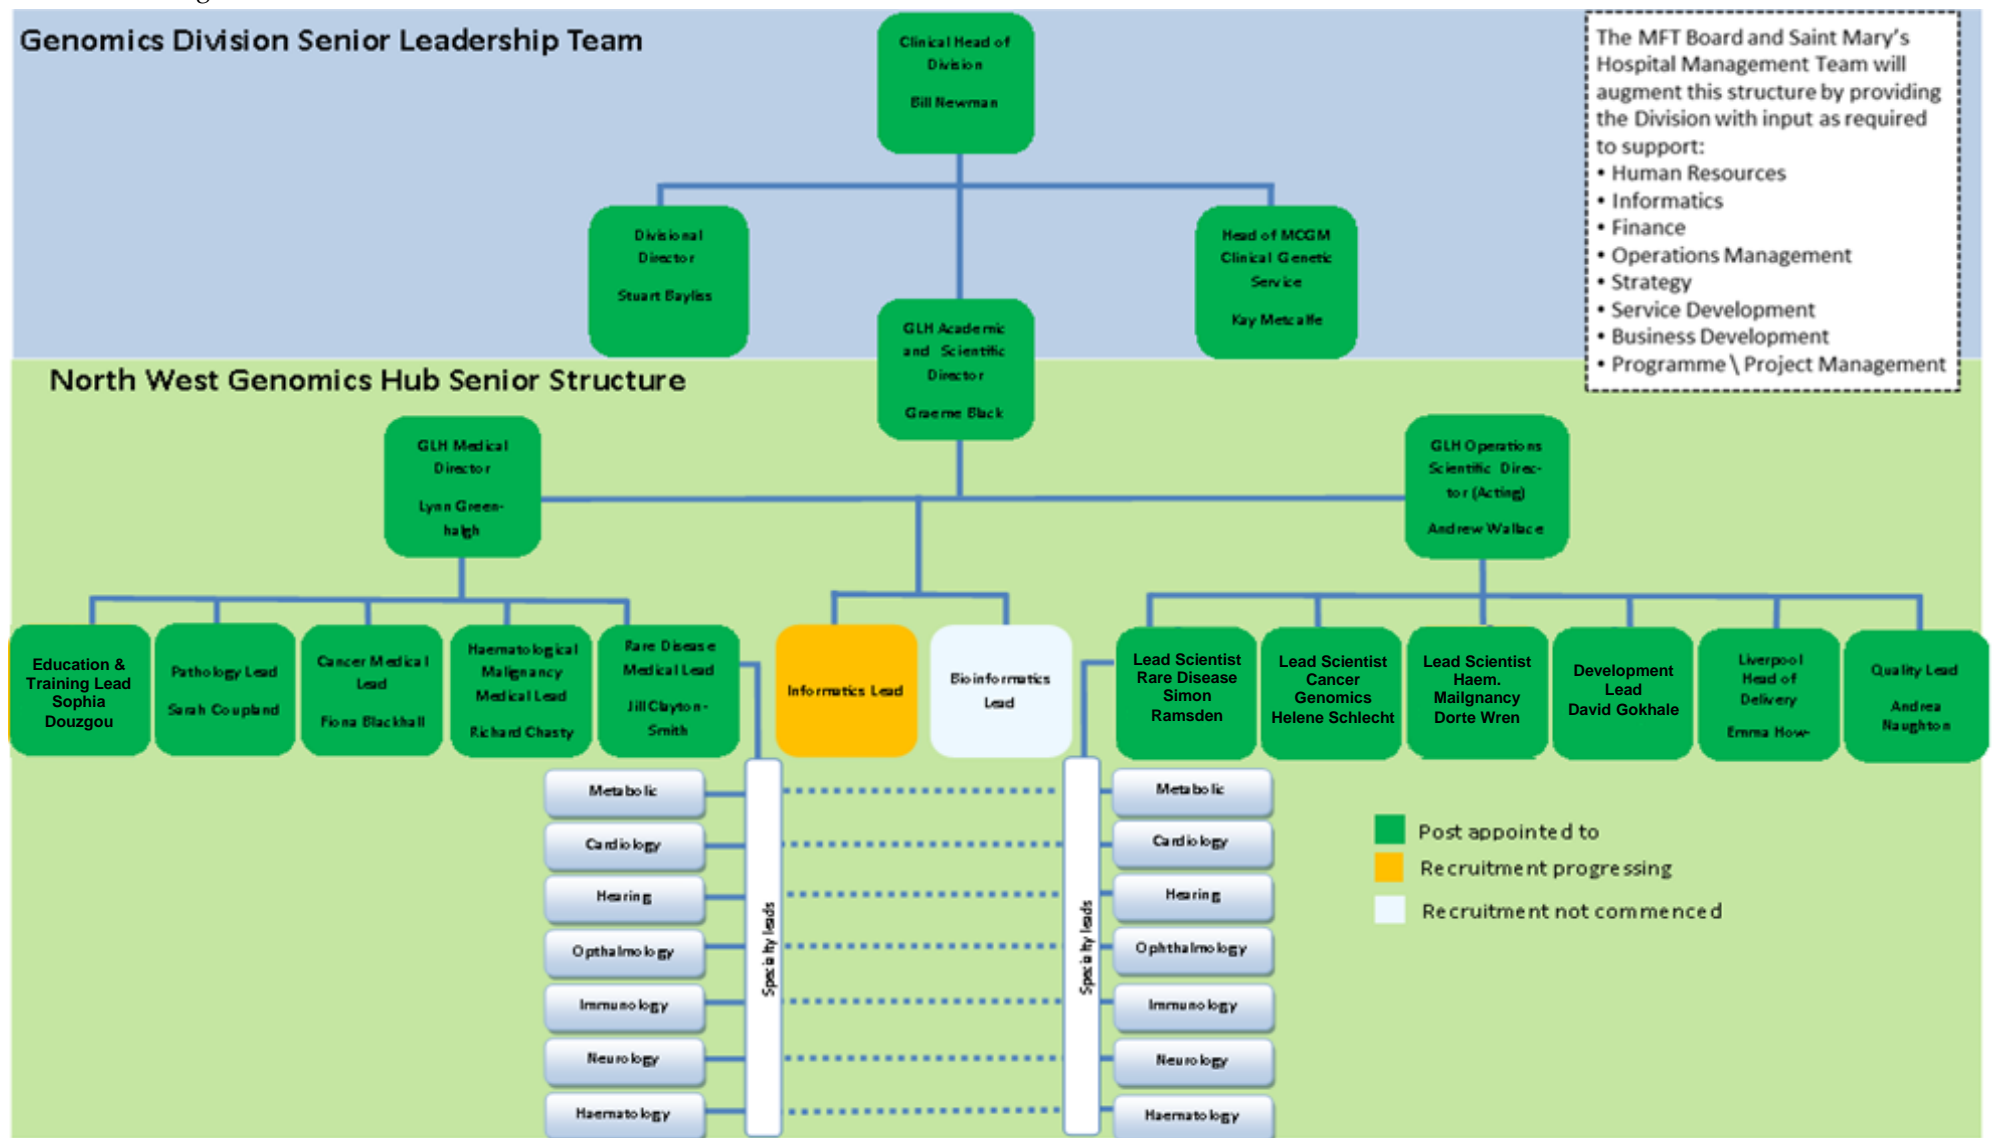 Genomics Division Senior Leadership Team
Clinical Head of
Division
Bill Newman
The MFT Board and Saint Mary's
Hospital Management Team will
augment this structure by providing
the Division with input as required
to support:
• Human Resources
• Informatics
• Finance
• Operations Management
• Strategy
• Service Development
• Business Development
• Programme \ Project Management
Divisional
Director
Stuart Bayliss
Head of MCGM
Clinical Genetic
Service
Kay Metcalfe
GLH Academic
and Scientific
Director
Graeme Black
North West Genomics Hub Senior Structure
GLH Medical
Director
Lynn Green-
halgh
GLH Operations
Scientific Direc-
tor (Acting)
Andrew Wallace
Education &
Training Lead
Sophia
Douzgou
Pathology Lead
Sarah Coupland
Cancer Medical
Lead
Fiona Blackhall
Haematological
Malignancy
Medical Lead
Richard Chasty
Rare Disease
Medical Lead
Jill Clayton-
Smith
Informatics Lead
Bioinformatics
Lead
Lead Scientist
Rare Disease
Simon
Ramsden
Lead Scientist
Cancer
Genomics
Helene Schlecht
Lead Scientist
Haem.
Mailgnancy
Dorte Wren
Development
Lead
David Gokhale
Liverpool
Head of
Delivery
Emma How-
Quality Lead
Andrea
Naughton
Metabolic
Cardiology
Hearing
Opthalmology
Immunology
Neurology
Haematology
Specialty leads
Specialty leads
Metabolic
Cardiology
Hearing
Ophthalmology
Immunology
Neurology
Haematology
Post appointed to
Recruitment progressing
Recruitment not commenced